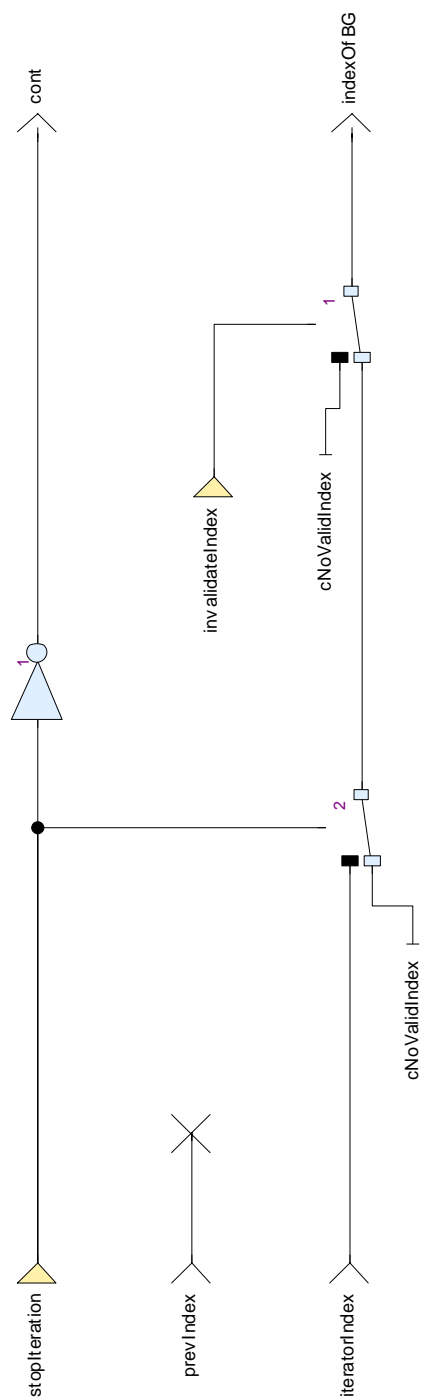 stopIteration
1
cont
prevIndex
iteratorIndex
cNoValidIndex
2
invalidateIndex
cNoValidIndex
1
indexOf BG